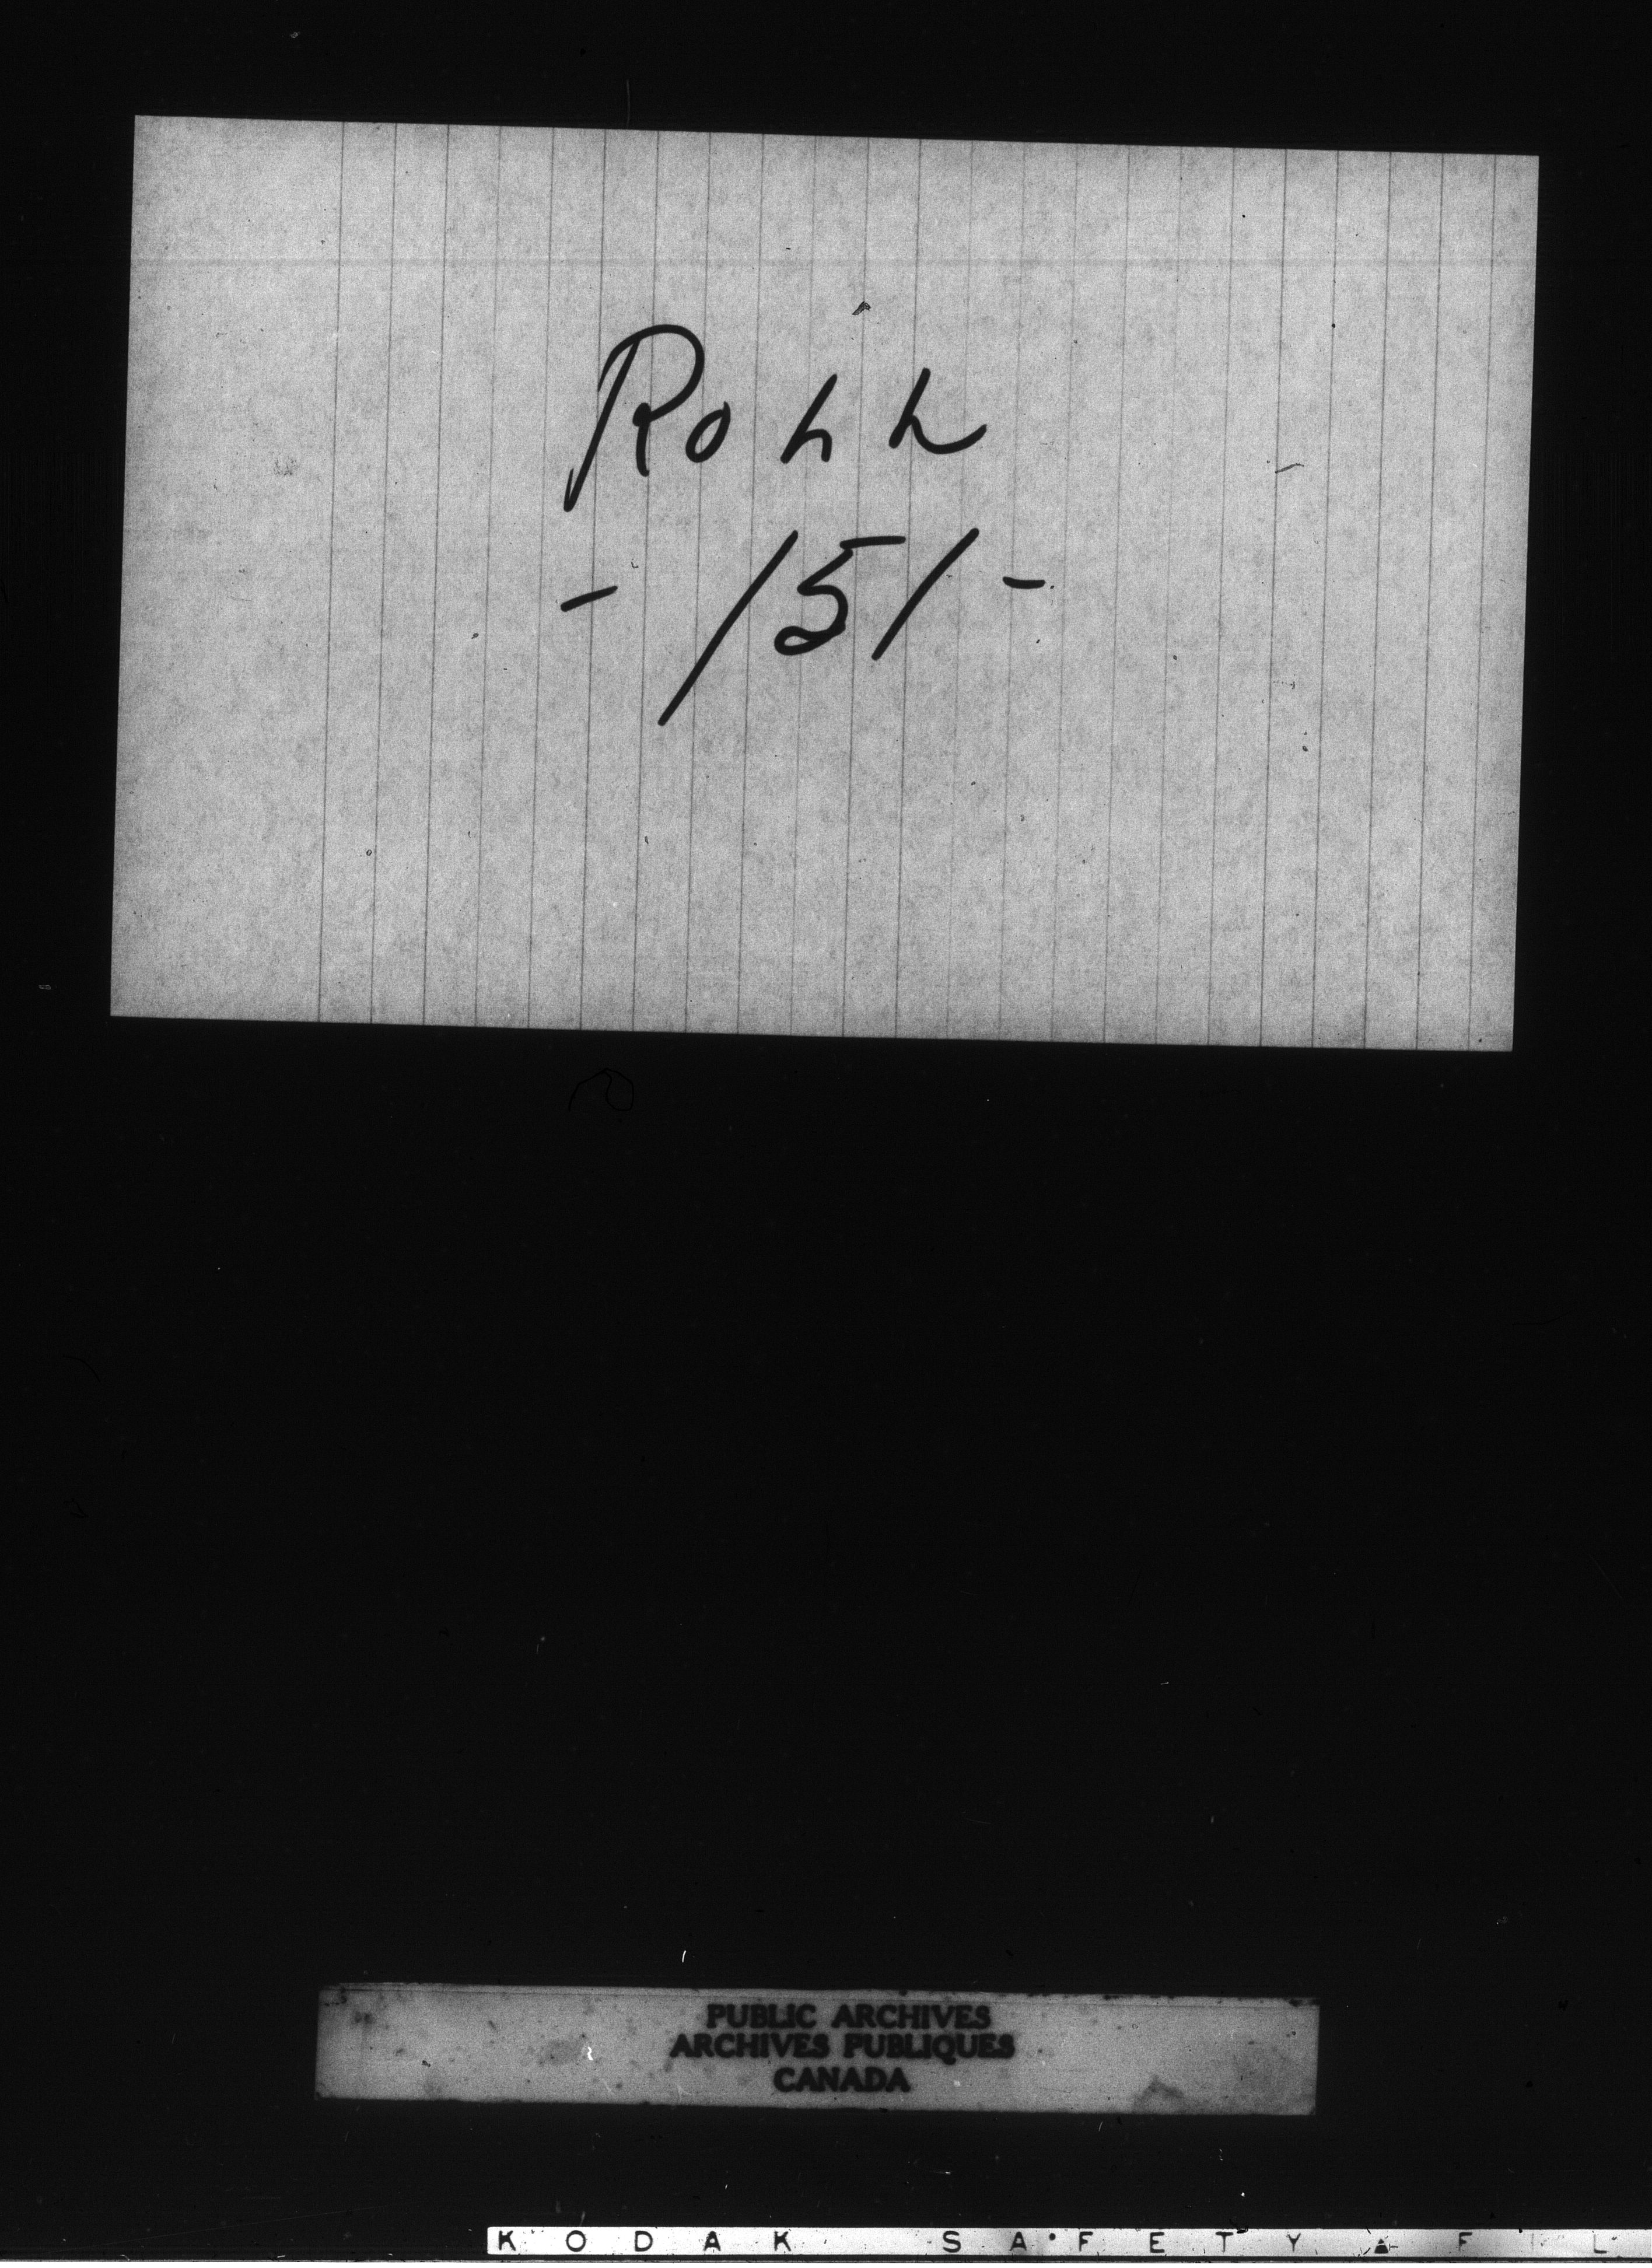 Roll
- 151 -
PUBLIC ARCHIVES
ARCHIVES PUBLIQUES
CANADA
KODAK SAFETY FIL